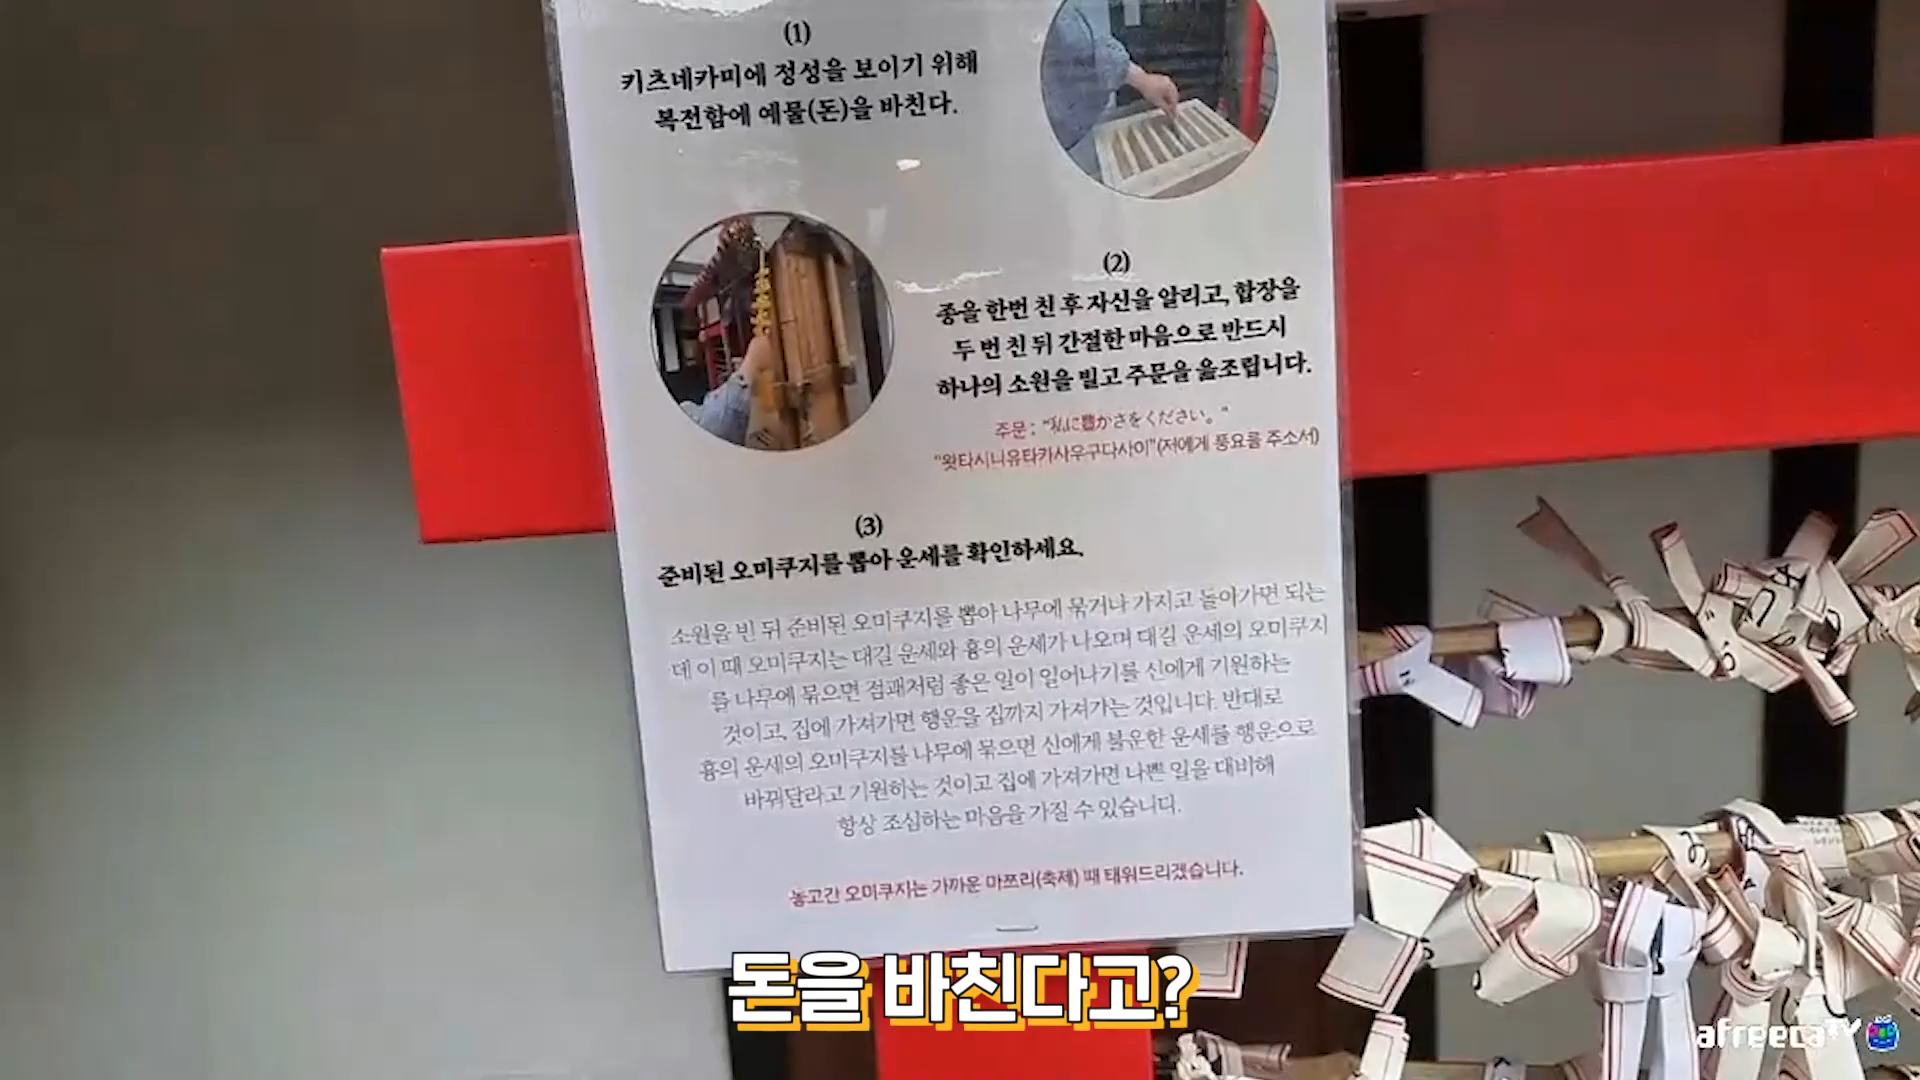 (1)
키츠네카미에 정성을 보이기 위해
복전함에 예물(돈)을 바친다.
(2)
종을 한번 친 후 자신을 알리고, 합장을
두 번 친 뒤 간절한 마음으로 반드시
하나의 소원을 빌고 주문을 읊조립니다.
주문 : "私に豊かさをください。"
"왓타시니유타카사우구다사이"(저에게 풍요를 주소서)
(3)
준비된 오미쿠지를 뽑아 운세를 확인하세요.
소원을 빈 뒤 준비된 오미쿠지를 뽑아 나무에 묶거나 가지고 돌아가면 되는
데 이 때 오미쿠지는 대길 운세와 흉의 운세가 나오며 대길 운세의 오미쿠지
를 나무에 묶으면 점괘처럼 좋은 일이 일어나기를 신에게 기원하는
것이고, 집에 가져가면 행운을 집까지 가져가는 것입니다. 반대로
흉의 운세의 오미쿠지를 나무에 묶으면 신에게 불운한 운세를 행운으로
바꿔달라고 기원하는 것이고 집에 가져가면 나쁜 일을 대비해
항상 조심하는 마음을 가질 수 있습니다.
놓고간 오미쿠지는 가까운 마쯔리(축제) 때 태워드리겠습니다.
돈을 바친다고?
afreecaTV